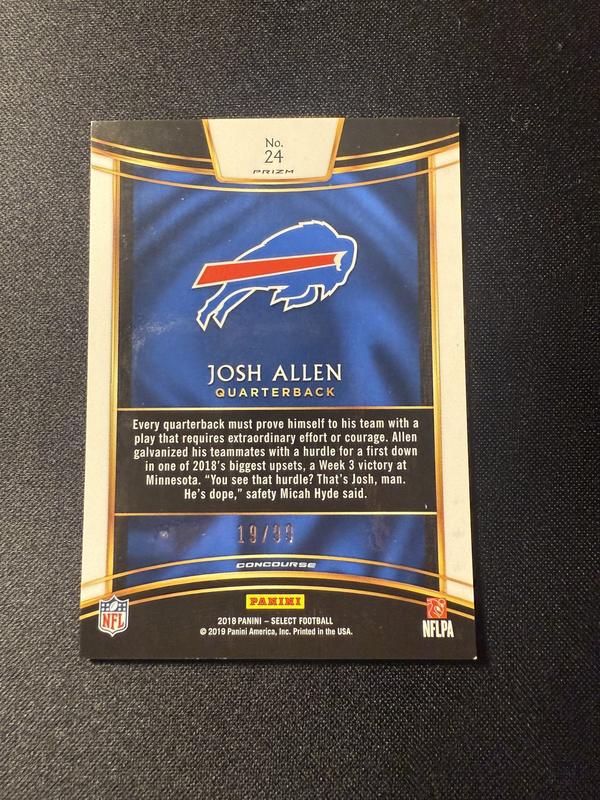 No.
24
PRIZM
JOSH ALLEN
QUARTERBACK
Every quarterback must prove himself to his team with a
play that requires extraordinary effort or courage. Allen
galvanized his teammates with a hurdle for a first down
in one of 2018's biggest upsets, a Week 3 victory at
Minnesota. "You see that hurdle? That's Josh, man.
He's dope," safety Micah Hyde said.
19/99
CONCOURSE
PANINI
NFL
2018 PANINI – SELECT FOOTBALL
© 2019 Panini America, Inc. Printed in the USA.
NFLPA